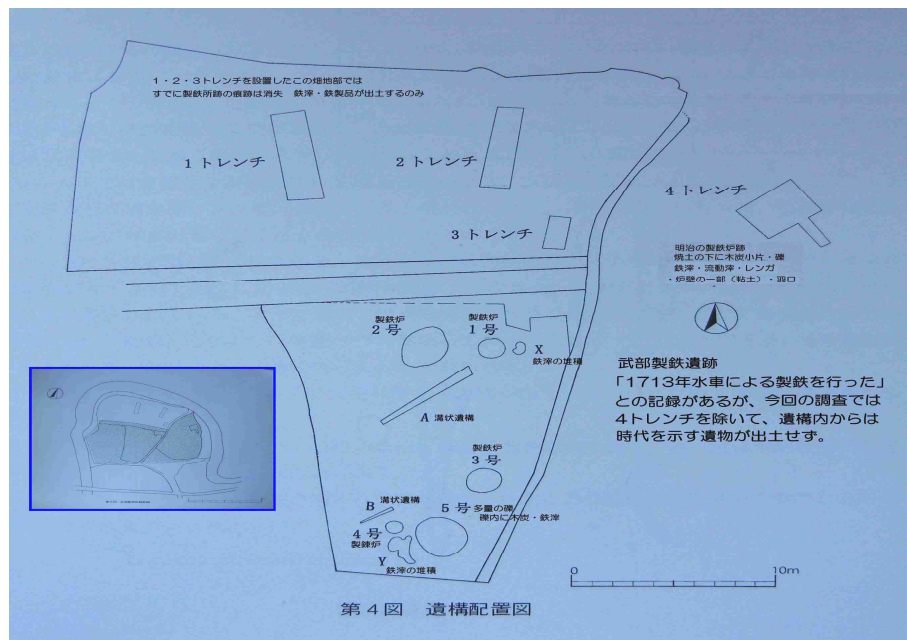 1・2・3トレンチを設置したこの畑地部では
すでに製鉄所跡の痕跡は消失 鉄滓・鉄製品が出土するのみ
1トレンチ
2トレンチ
3トレンチ
4トレンチ
明治の製鉄炉跡
焼土の下に木炭小片・礫
鉄滓・流動滓・レンガ
・炉壁の一部(粘土)・羽口
製鉄炉
2号
製鉄炉
1号
X
鉄滓の堆積
武部製鉄遺跡
「1713年水車による製鉄を行った」
との記録があるが、今回の調査では
4トレンチを除いて、遺構内からは
時代を示す遺物が出土せず。
A 溝状遺構
製鉄炉
3号
溝状遺構
B
5号 多量の礫
礫内に木炭・鉄滓
4号
製錬炉
Y
鉄滓の堆積
0
10m
第4図 遺構配置図